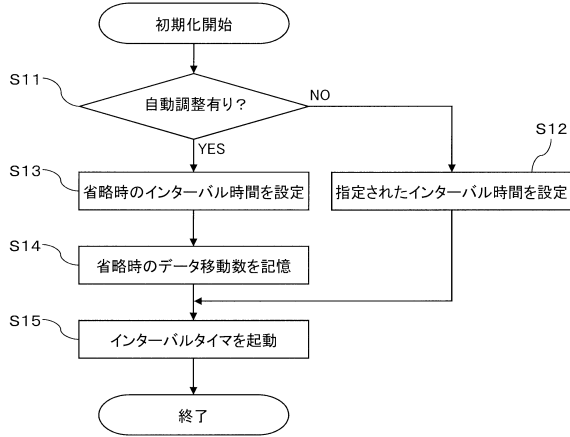 初期化開始
S11
自動調整有り?
NO
YES
S12
S13
省略時のインターバル時間を設定
指定されたインターバル時間を設定
S14
省略時のデータ移動数を記憶
S15
インターバルタイマを起動
終了